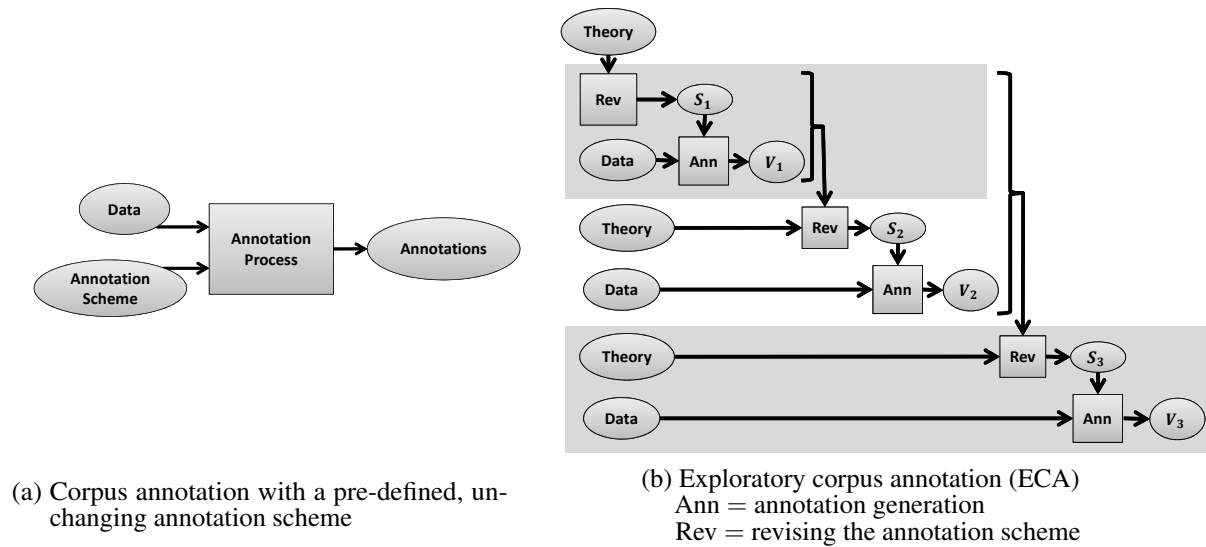 Data
Annotation
Scheme
Annotation
Process
Annotations
(a) Corpus annotation with a pre-defined, un-
changing annotation scheme
Theory
Rev
S₁
Data
Ann
V₁
Theory
Rev
S₂
Data
Ann
V₂
Theory
Rev
S₃
Data
Ann
V₃
(b) Exploratory corpus annotation (ECA)
Ann = annotation generation
Rev = revising the annotation scheme